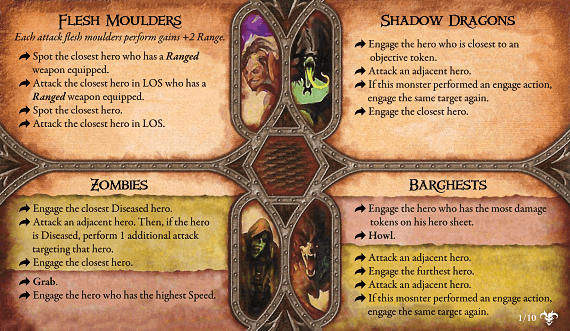 Flesh Moulders
Each attack flesh moulders perform gains +2 Range.
Spot the closest hero who has a Ranged
weapon equipped.
Attack the closest hero in LOS who has a
Ranged weapon equipped.
Spot the closest hero.
Attack the closest hero in LOS.
Shadow Dragons
Engage the hero who is closest to an
objective token.
Attack an adjacent hero.
If this monster performed an engage action,
engage the same target again.
Engage the closest hero.
Zombies
Engage the closest Diseased hero.
Attack an adjacent hero. Then, if the hero
is Diseased, perform 1 additional attack
targeting that hero.
Engage the closest hero.
Grab.
Engage the hero who has the highest Speed.
Barghests
Engage the hero who has the most damage
tokens on his hero sheet.
Howl.
Attack an adjacent hero.
Engage the furthest hero.
Attack an adjacent hero.
If this mosnter performed an engage action,
engage the same target again.
1/10